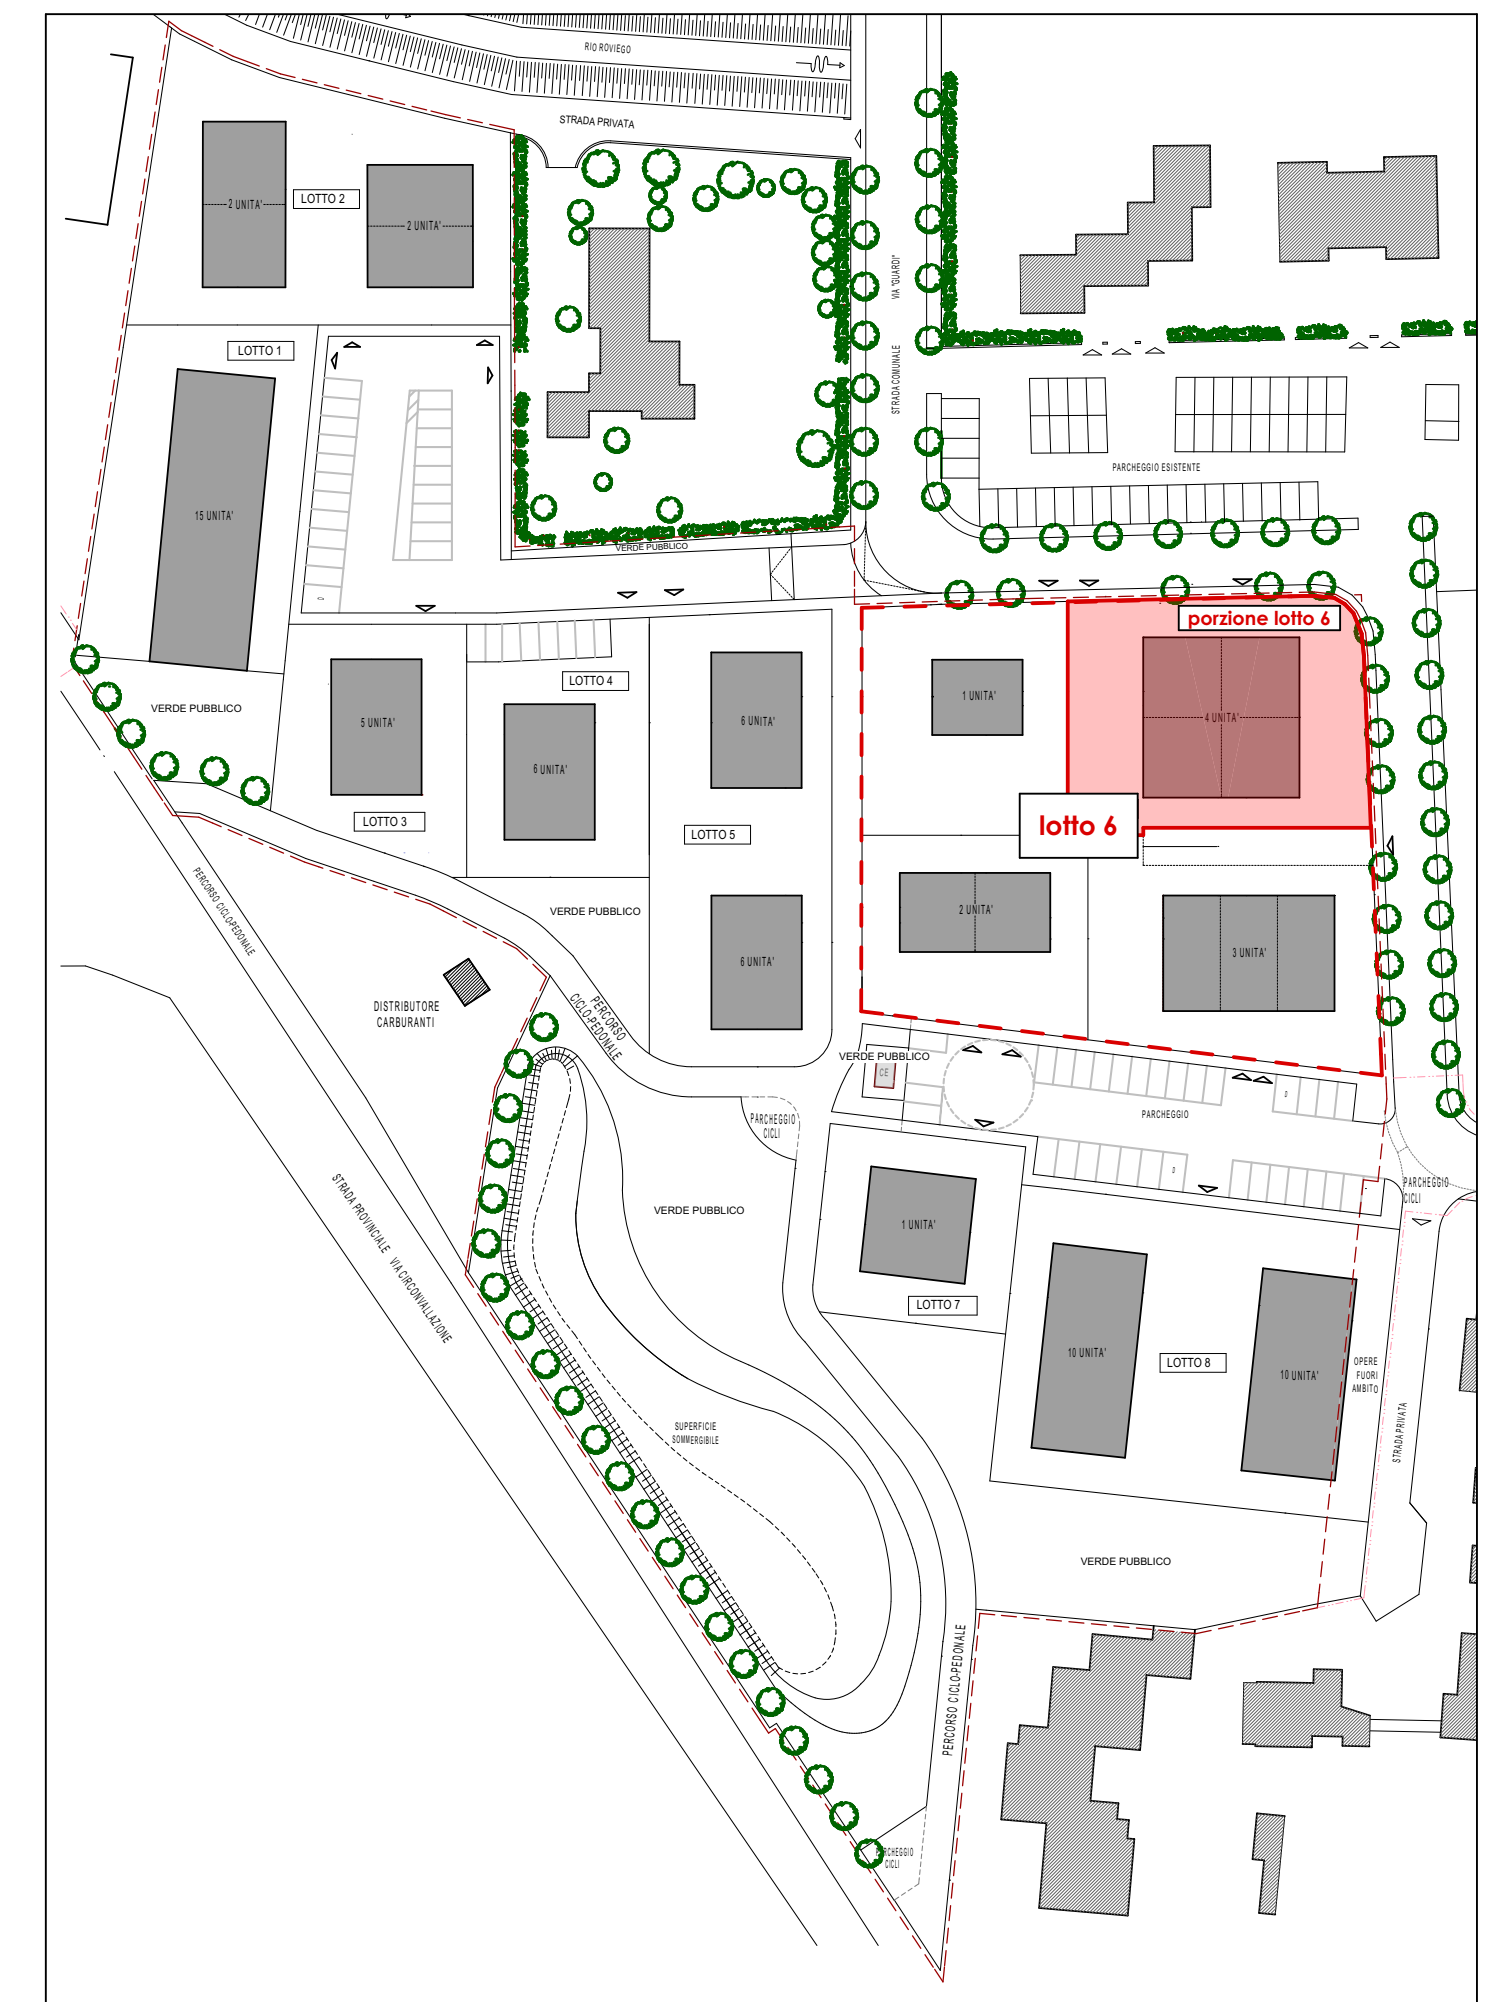 RIO ROVIEGO
STRADA PRIVATA
2 UNITA'
LOTTO 2
2 UNITA'
VIA "GUARDI"
STRADA COMUNALE
LOTTO 1
15 UNITA'
PARCHEGGIO ESISTENTE
VERDE PUBBLICO
porzione lotto 6
LOTTO 4
1 UNITA'
4 UNITA'
VERDE PUBBLICO
5 UNITA'
6 UNITA'
6 UNITA'
LOTTO 3
LOTTO 5
lotto 6
PERCORSO CICLO-PEDONALE
VERDE PUBBLICO
2 UNITA'
3 UNITA'
6 UNITA'
DISTRIBUTORE
CARBURANTI
PERCORSO
CICLO-PEDONALE
VERDE PUBBLICO
CE
PARCHEGGIO
D
PARCHEGGIO
CICLI
D
PARCHEGGIO
CICLI
STRADA PROVINCIALE VIA CIRCONVALLAZIONE
VERDE PUBBLICO
1 UNITA'
LOTTO 7
10 UNITA'
LOTTO 8
10 UNITA'
OPERE
FUORI
AMBITO
STRADA PRIVATA
SUPERFICIE
SOMMERGIBILE
VERDE PUBBLICO
PERCORSO CICLO-PEDONALE
PARCHEGGIO
CICLI